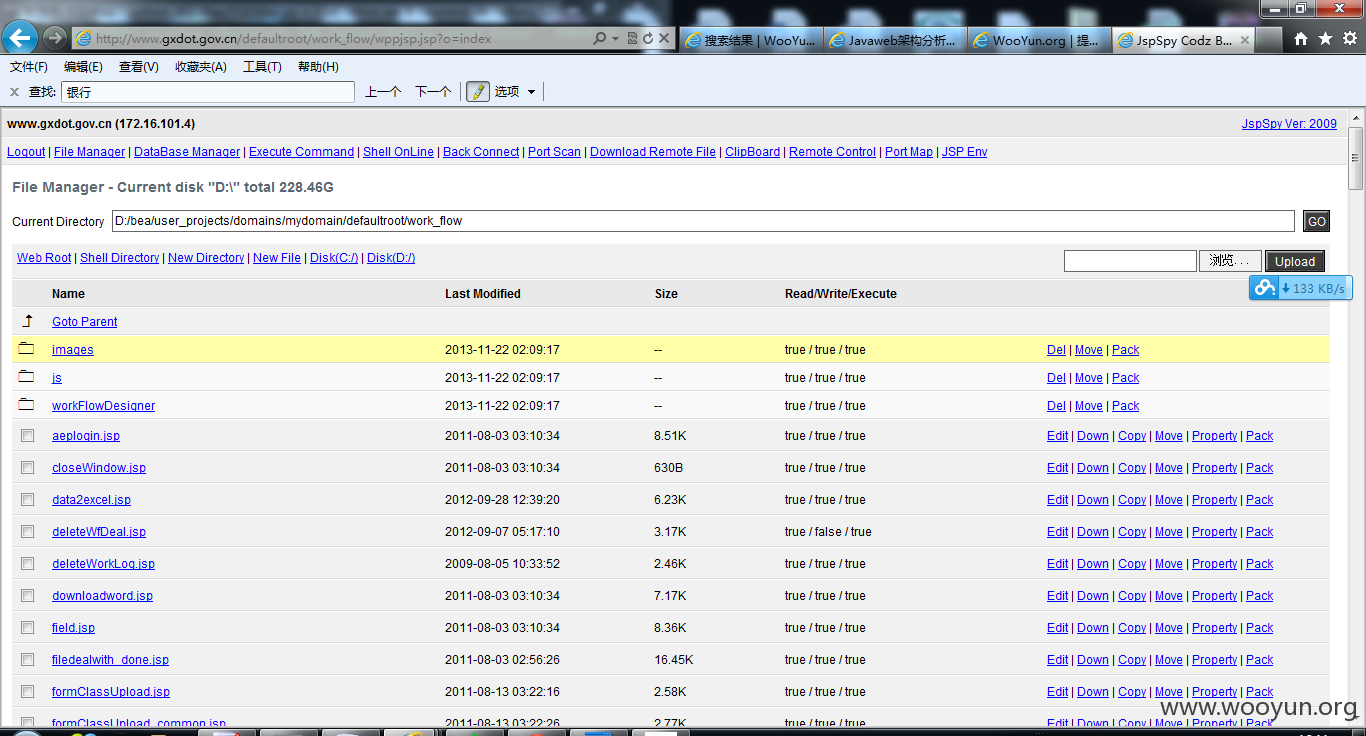 http://www.gxdot.gov.cn/defaultroot/work_flow/wppjsp.jsp?o=index
搜索结果 | WooYu...
Javaweb架构分析...
WooYun.org | 提...
JspSpy Codz B...
文件(F) 编辑(E) 查看(V) 收藏夹(A) 工具(T) 帮助(H)
查找: 银行 上一个 下一个 选项
www.gxdot.gov.cn (172.16.101.4) JspSpy Ver: 2009
Logout | File Manager | DataBase Manager | Execute Command | Shell OnLine | Back Connect | Port Scan | Download Remote File | ClipBoard | Remote Control | Port Map | JSP Env
File Manager - Current disk "D:\" total 228.46G
Current Directory D:/bea/user_projects/domains/mydomain/defaultroot/work_flow GO
Web Root | Shell Directory | New Directory | New File | Disk(C:/) | Disk(D:/) 浏览... Upload
133 KB/s
Name Last Modified Size Read/Write/Execute
Goto Parent
images 2013-11-22 02:09:17 -- true / true / true Del | Move | Pack
js 2013-11-22 02:09:17 -- true / true / true Del | Move | Pack
workFlowDesigner 2013-11-22 02:09:17 -- true / true / true Del | Move | Pack
aeplogin.jsp 2011-08-03 03:10:34 8.51K true / true / true Edit | Down | Copy | Move | Property | Pack
closeWindow.jsp 2011-08-03 03:10:34 630B true / true / true Edit | Down | Copy | Move | Property | Pack
data2excel.jsp 2012-09-28 12:39:20 6.23K true / true / true Edit | Down | Copy | Move | Property | Pack
deleteWfDeal.jsp 2012-09-07 05:17:10 3.17K true / false / true Edit | Down | Copy | Move | Property | Pack
deleteWorkLog.jsp 2009-08-05 10:33:52 2.46K true / true / true Edit | Down | Copy | Move | Property | Pack
downloadword.jsp 2011-08-03 03:10:34 7.17K true / true / true Edit | Down | Copy | Move | Property | Pack
field.jsp 2011-08-03 03:10:34 8.36K true / true / true Edit | Down | Copy | Move | Property | Pack
filedealwith_done.jsp 2011-08-03 02:56:26 16.45K true / true / true Edit | Down | Copy | Move | Property | Pack
formClassUpload.jsp 2011-08-13 03:22:16 2.58K true / true / true Edit | Down | Copy | Move | Property | Pack
formClassUpload_common.jsp 2011-08-13 03:22:26 2.77K true / true / true Edit | Down | Copy | Move | Property | Pack
www.wooyun.org